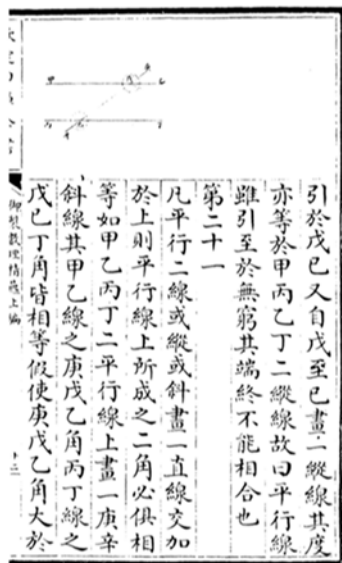 引於戊巳又自戊至巳畫一縱線其度
亦等於甲丙乙丁二縱線故曰平行線
雖引至於無窮其端終不能相合也
第二十一
凡平行二線或縱或斜畫一直線交加
於上則平行線上所成之二角必俱相
等如甲乙丙丁二平行線上畫一庚辛
斜線其甲乙線之庚戊乙角丙丁線之
戊巳丁角皆相等假使庚戊乙角大於
御製數理精蘊上編